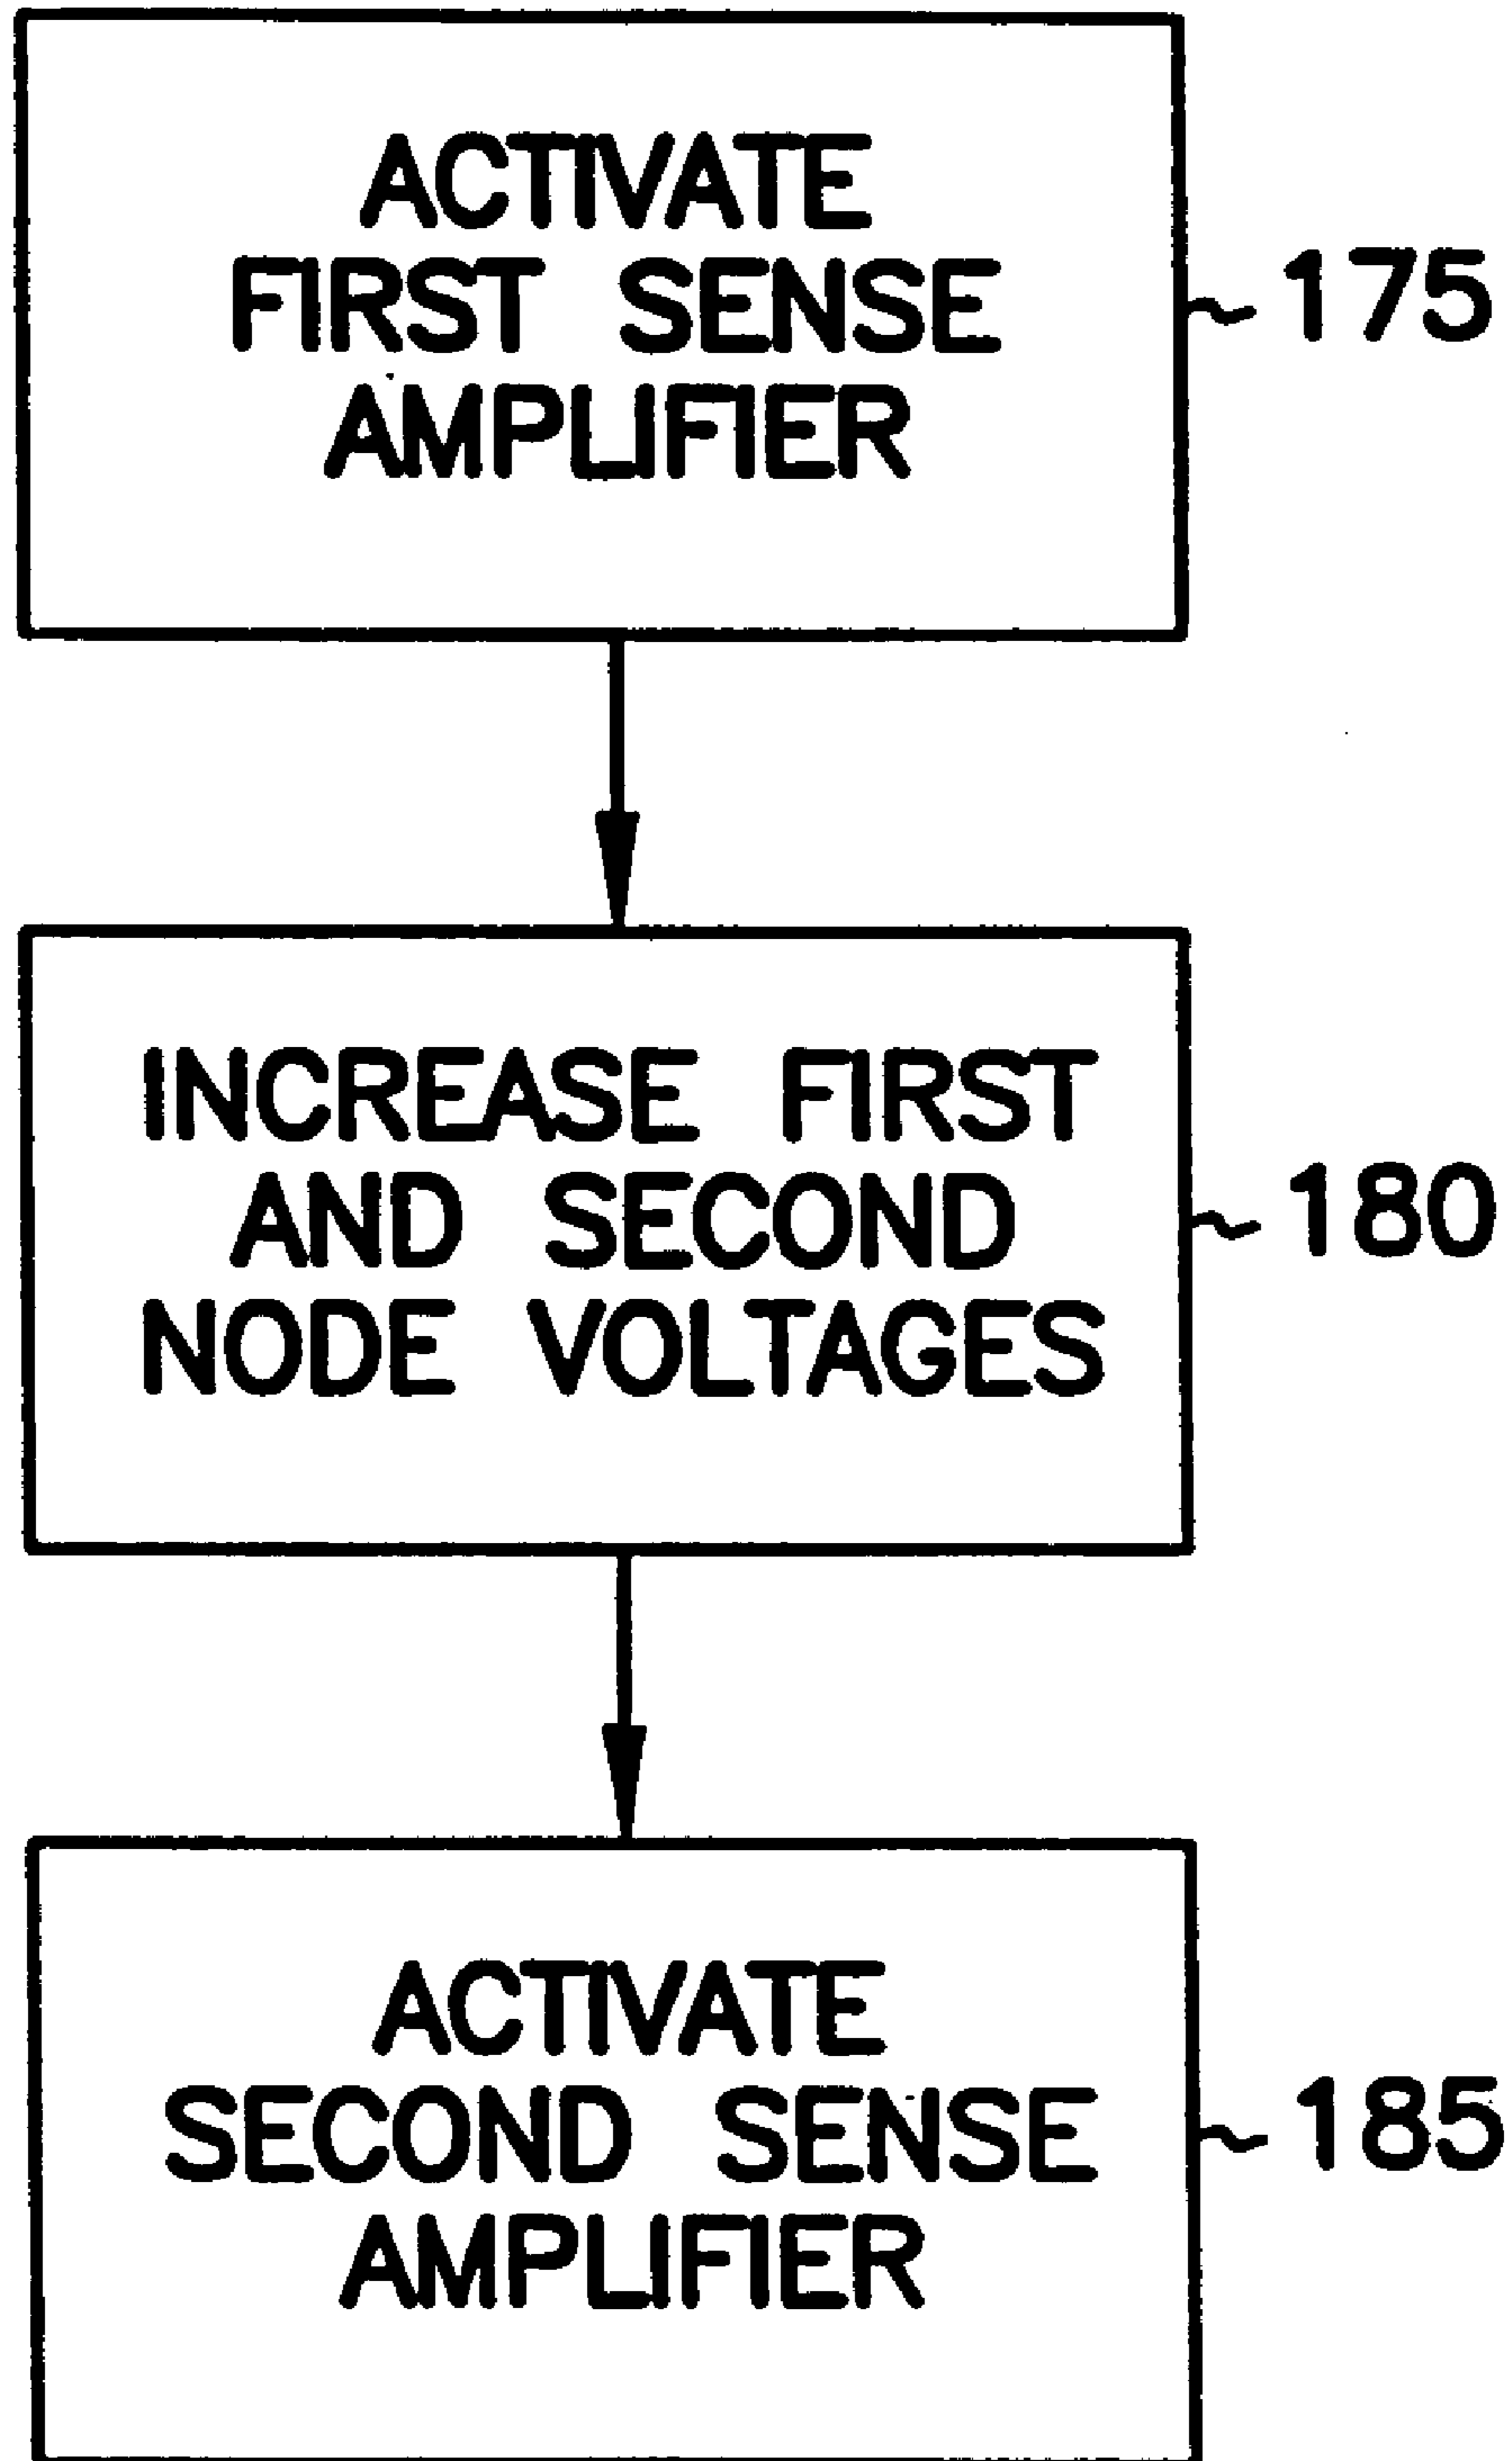 ACTIVATE
FIRST SENSE
AMPLIFIER
175
INCREASE FIRST
AND SECOND
NODE VOLTAGES
180
ACTIVATE
SECOND SENSE
AMPLIFIER
185